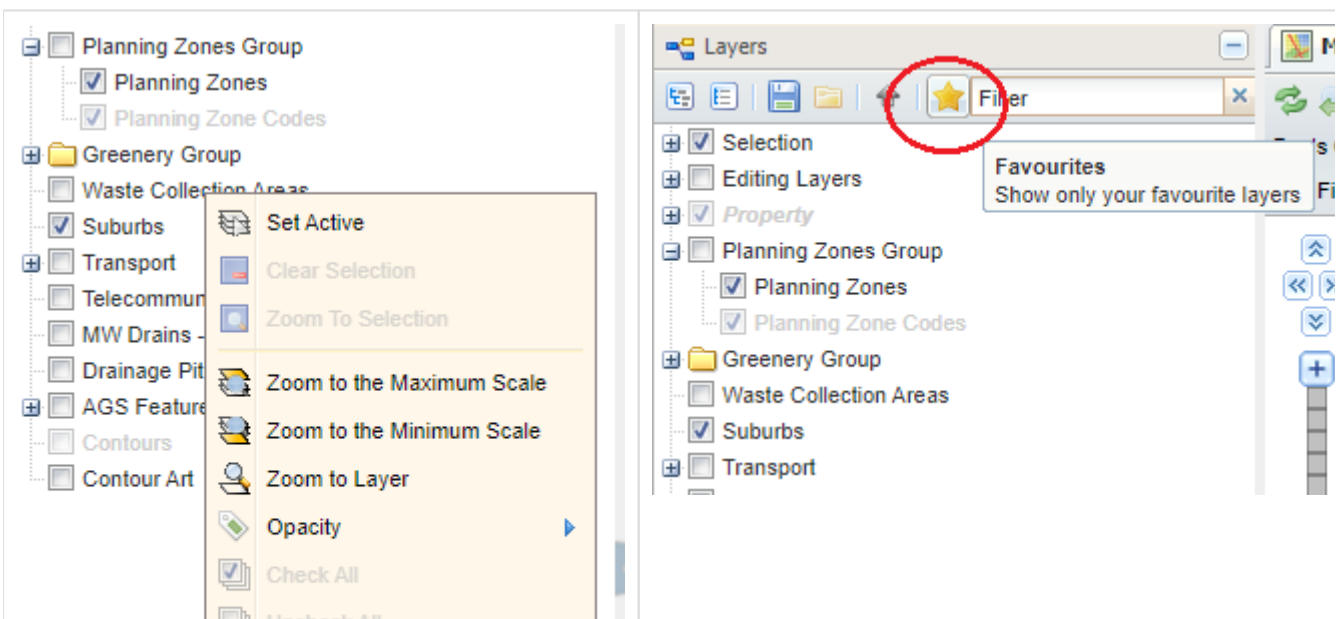 Planning Zones Group
Planning Zones
Planning Zone Codes
Greenery Group
Waste Collection Areas
Suburbs
Transport
Telecommun
MW Drains -
Drainage Pit
AGS Feature
Contours
Contour Art
Set Active
Clear Selection
Zoom To Selection
Zoom to the Maximum Scale
Zoom to the Minimum Scale
Zoom to Layer
Opacity
Check All
Layers
Filter
Selection
Editing Layers
Property
Planning Zones Group
Planning Zones
Planning Zone Codes
Greenery Group
Waste Collection Areas
Suburbs
Transport
Favourites
Show only your favourite layers
M
Fi